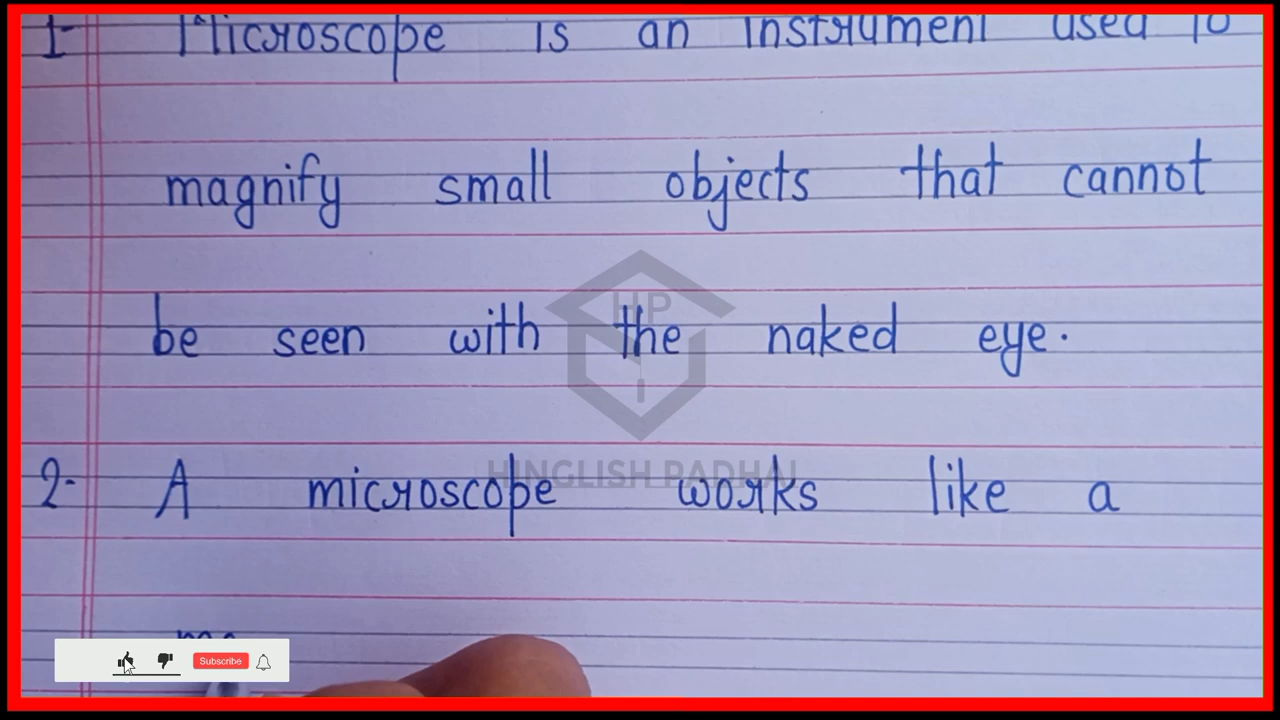 1- Microscope is an instrument used to
magnify small objects that cannot
be seen with the naked eye.
HP
HINGLISH PADHAI
2- A microscope works like a
Subscribe